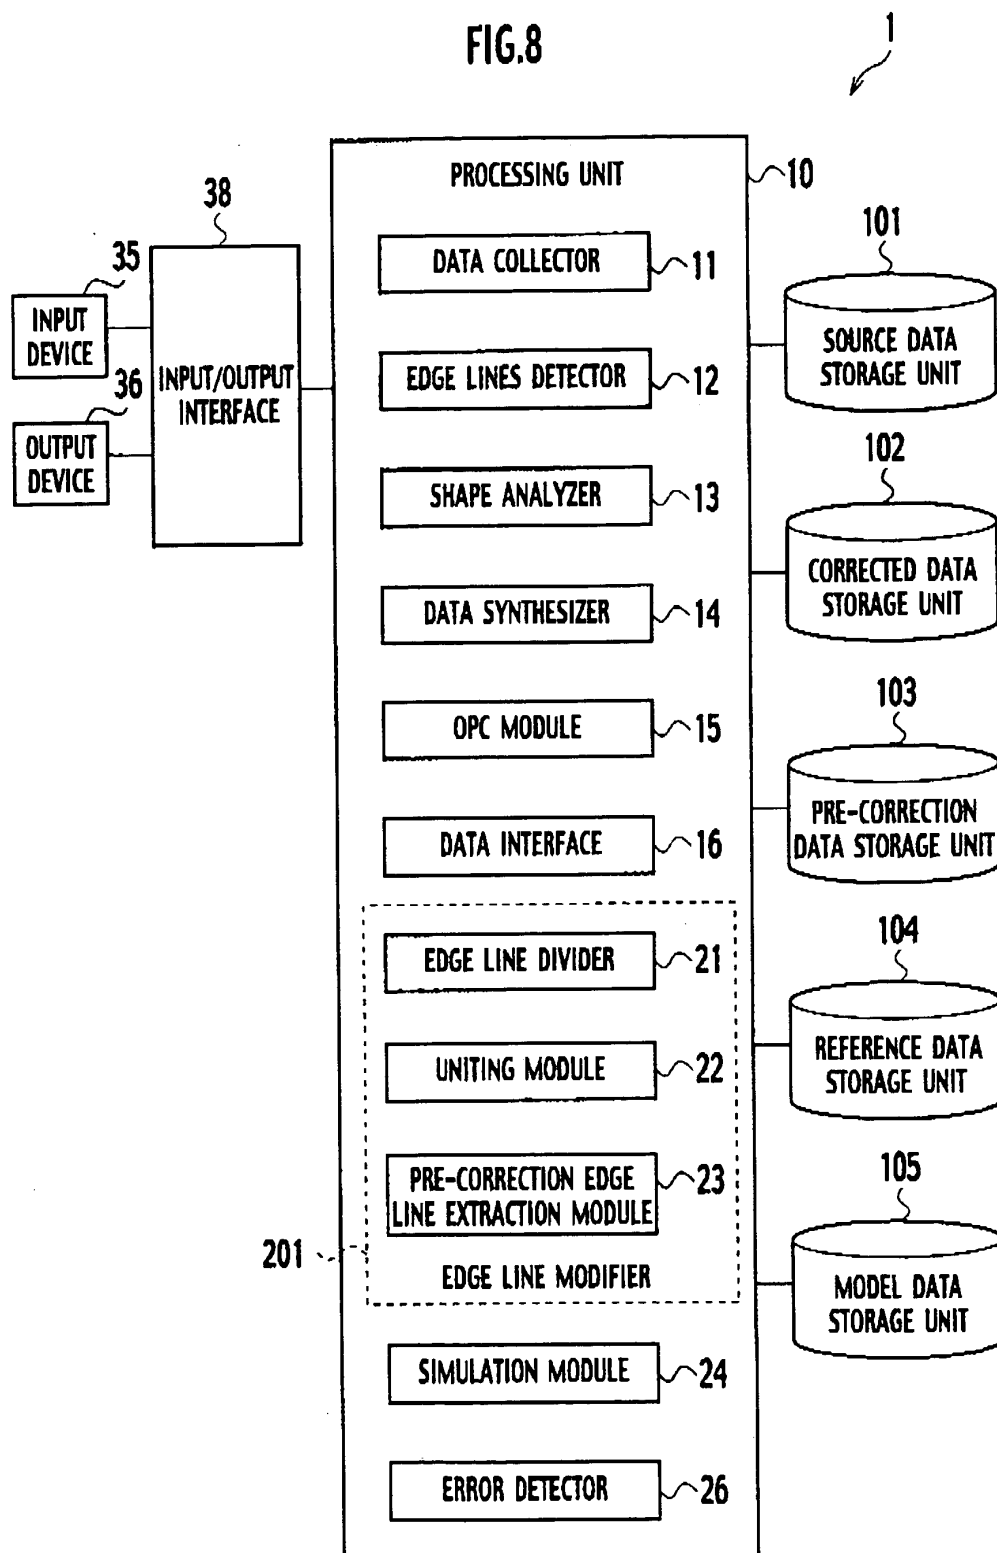 FIG.8
1
PROCESSING UNIT
10
38
35
INPUT
DEVICE
36
OUTPUT
DEVICE
INPUT/OUTPUT
INTERFACE
DATA COLLECTOR
11
EDGE LINES DETECTOR
12
SHAPE ANALYZER
13
DATA SYNTHESIZER
14
OPC MODULE
15
DATA INTERFACE
16
EDGE LINE DIVIDER
21
UNITING MODULE
22
PRE-CORRECTION EDGE
LINE EXTRACTION MODULE
23
201
EDGE LINE MODIFIER
SIMULATION MODULE
24
ERROR DETECTOR
26
101
SOURCE DATA
STORAGE UNIT
102
CORRECTED DATA
STORAGE UNIT
103
PRE-CORRECTION
DATA STORAGE UNIT
104
REFERENCE DATA
STORAGE UNIT
105
MODEL DATA
STORAGE UNIT